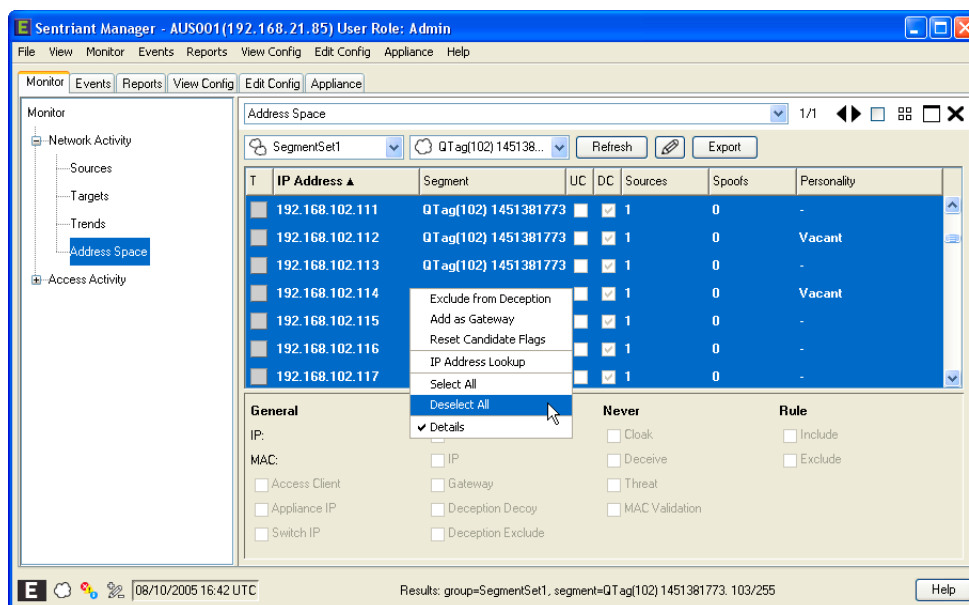 Sentriant Manager - AUS001(192.168.21.85) User Role: Admin
File View Monitor Events Reports View Config Edit Config Appliance Help
Monitor Events Reports View Config Edit Config Appliance
Monitor
Network Activity
Sources
Targets
Trends
Address Space
Access Activity
Address Space 1/1
SegmentSet1 QTag(102) 145138... Refresh Export
T IP Address Segment UC DC Sources Spoofs Personality
192.168.102.111 QTag(102) 1451381773 1 0 -
192.168.102.112 QTag(102) 1451381773 1 0 Vacant
192.168.102.113 QTag(102) 1451381773 1 0 -
192.168.102.114 1 0 Vacant
192.168.102.115 1 0 -
192.168.102.116 1 0 -
192.168.102.117 1 0 -
Exclude from Deception
Add as Gateway
Reset Candidate Flags
IP Address Lookup
Select All
Deselect All
Details
General Never Rule
IP: Cloak Include
MAC: IP Deceive Exclude
Access Client Gateway Threat
Appliance IP Deception Decoy MAC Validation
Switch IP Deception Exclude
E 08/10/2005 16:42 UTC Results: group=SegmentSet1, segment=QTag(102) 1451381773. 103/255 Help